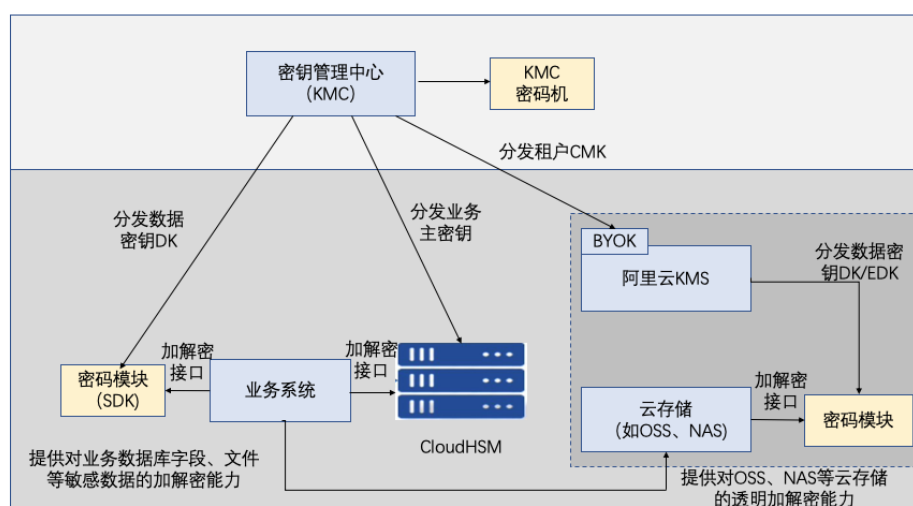 密钥管理中心
（KMC）
KMC
密码机
分发租户CMK
分发数据
密钥DK
分发业务
主密钥
BYOK
阿里云KMS
分发数据密
钥DK/EDK
加解密
接口
加解密
接口
密码模块
(SDK)
业务系统
CloudHSM
云存储
（如OSS、NAS)
加解密
接口
密码模块
提供对业务数据库字段、文件
等敏感数据的加解密能力
提供对OSS、NAS等云存储
的透明加解密能力